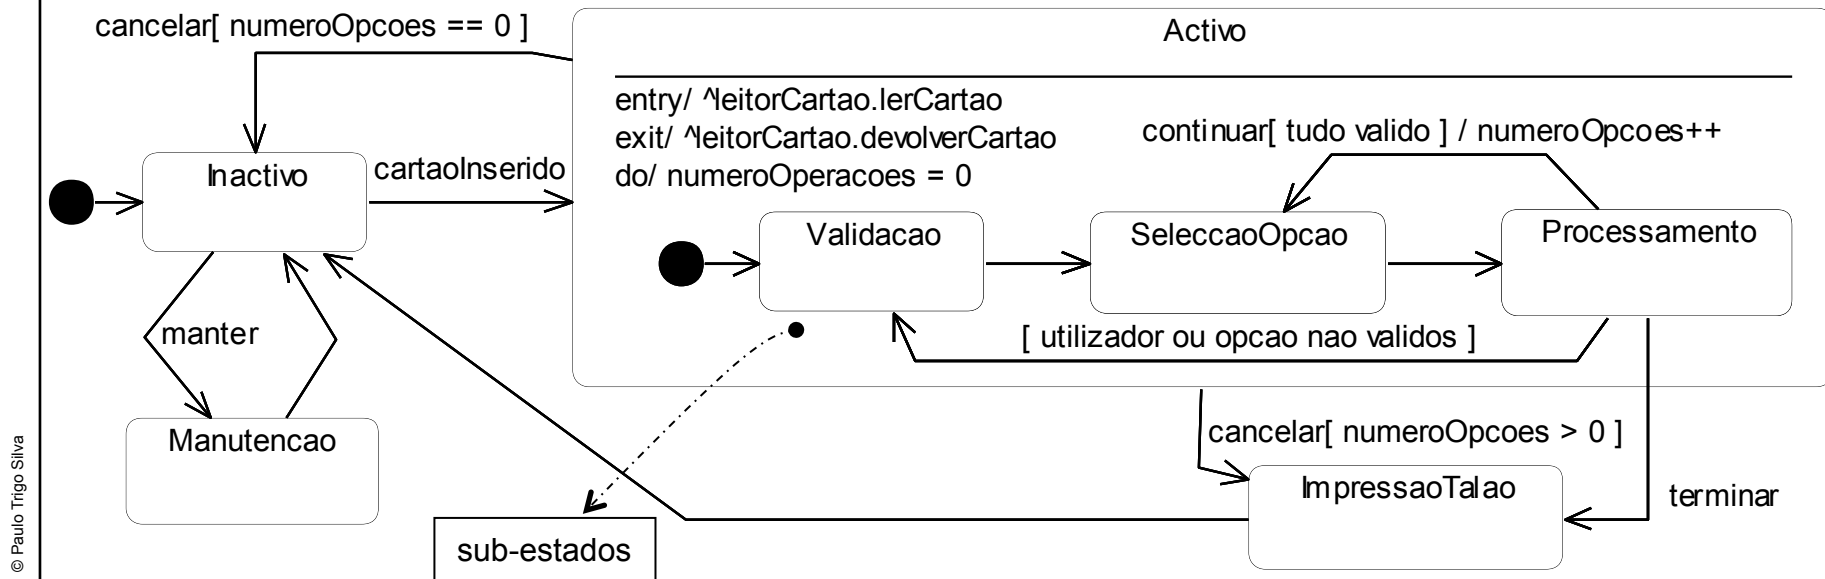 cancelar[ numeroOpcoes == 0 ]
Activo
entry/ ^leitorCartao.lerCartao
exit/ ^leitorCartao.devolverCartao
do/ numeroOperacoes = 0
continuar[ tudo valido ] / numeroOpcoes++
Inactivo
cartaoInserido
Validacao
SeleccaoOpcao
Processamento
manter
[ utilizador ou opcao nao validos ]
Manutencao
cancelar[ numeroOpcoes > 0 ]
ImpressaoTalao
terminar
sub-estados
© Paulo Trigo Silva